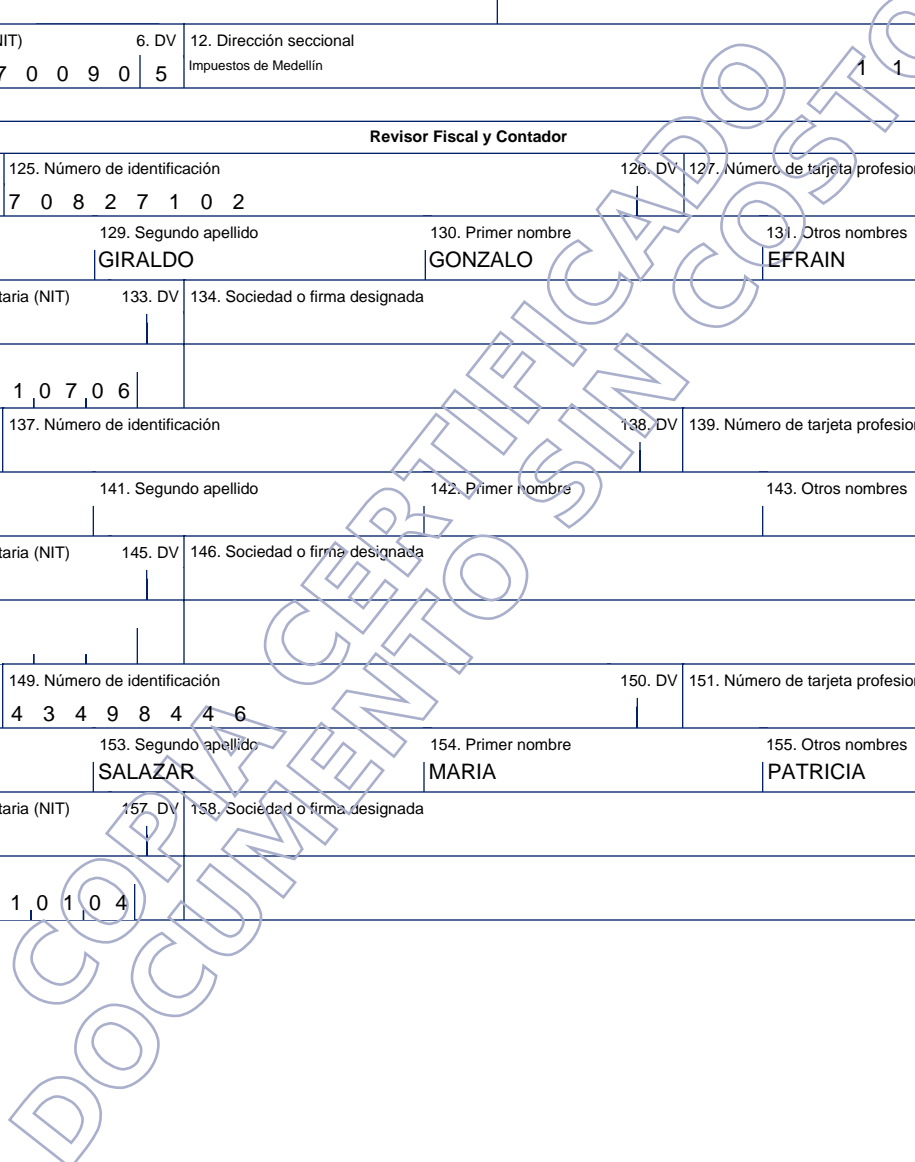 NIT) 6. DV 12. Dirección seccional
7 0 0 9 0 5 Impuestos de Medellín 1 1
Revisor Fiscal y Contador
125. Número de identificación 126. DV 127. Número de tarjeta profesion
7 0 8 2 7 1 0 2
129. Segundo apellido 130. Primer nombre 131. Otros nombres
GIRALDO GONZALO EFRAIN
taria (NIT) 133. DV 134. Sociedad o firma designada
1 0 7 0 6
137. Número de identificación 138. DV 139. Número de tarjeta profesion
141. Segundo apellido 142. Primer nombre 143. Otros nombres
taria (NIT) 145. DV 146. Sociedad o firma designada
149. Número de identificación 150. DV 151. Número de tarjeta profesion
4 3 4 9 8 4 4 6
153. Segundo apellido 154. Primer nombre 155. Otros nombres
SALAZAR MARIA PATRICIA
taria (NIT) 157. DV 158. Sociedad o firma designada
1 0 1 0 4
COPIA CERTIFICADO
DOCUMENTO SIN COSTO